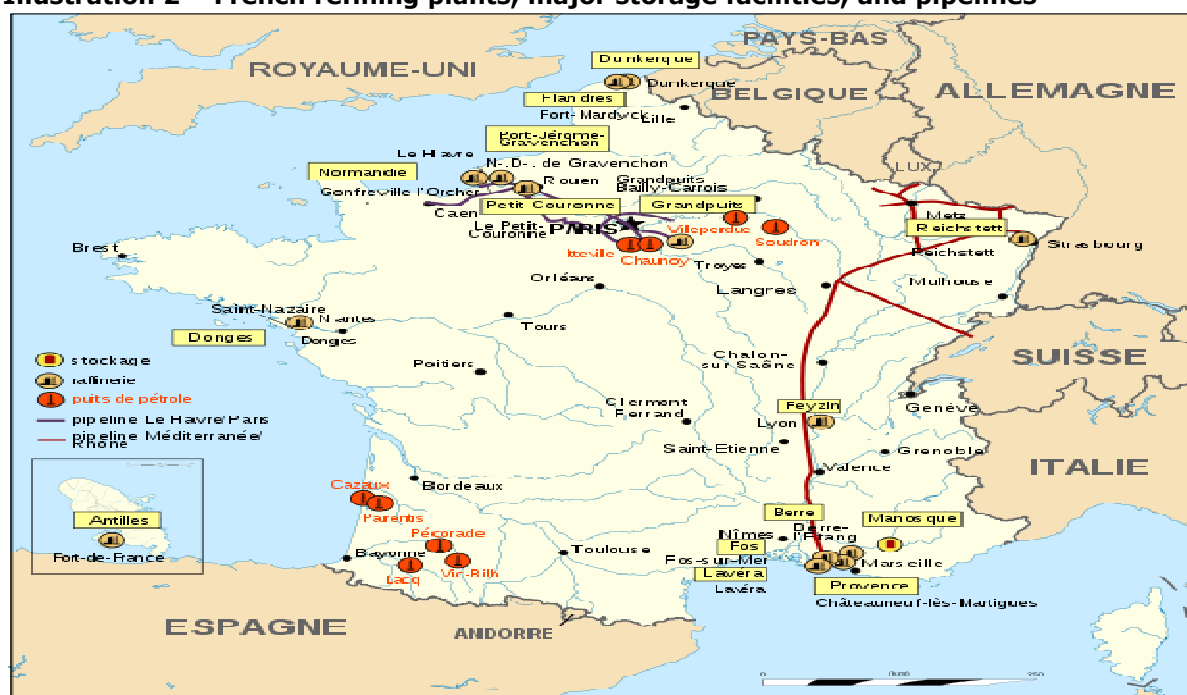 Illustration 2 – French refining plants, major storage facilities, and pipelines
PAYS-BAS
ROYAUME-UNI
Dunkerque
Dunkerque
BELGIQUE
ALLEMAGNE
Flandres
Fort-Mardyck
Lille
Port-Jérôme-
Gravenchon
Le Havre
N.-D.-de Gravenchon
LUX
Normandie
Gonfreville l'Orcher
Rouen
Grandpuits
Bailly-Carrois
Caen
Petit Couronne
Grandpuits
Metz
Le Petit-
Couronne
PARIS
Villeperdue
Reichstett
Soudron
Reichstett
Strasbourg
Brest
Itteville
Chaunoy
Troyes
Orléans
Langres
Mulhouse
Saint-Nazaire
Nantes
Donges
Donges
Tours
stockage
raffinerie
puits de pétrole
pipeline Le Havre/Paris
pipeline Méditerranée/
Rhône
Poitiers
Chalon-
sur Saône
SUISSE
Genève
Clermont
Ferrand
Feyzin
Lyon
Saint-Etienne
Grenoble
Valence
ITALIE
Cazaux
Parentis
Bordeaux
Antilles
Fort-de-France
Pécorade
Bayonne
Lacq
Vic-Bilh
Toulouse
Berre
Berre-
l'Etang
Manosque
Nîmes
Fos
Fos-sur-Mer
Lavéra
Lavéra
Marseille
Provence
Châteauneuf-lès-Martigues
ESPAGNE
ANDORRE
0